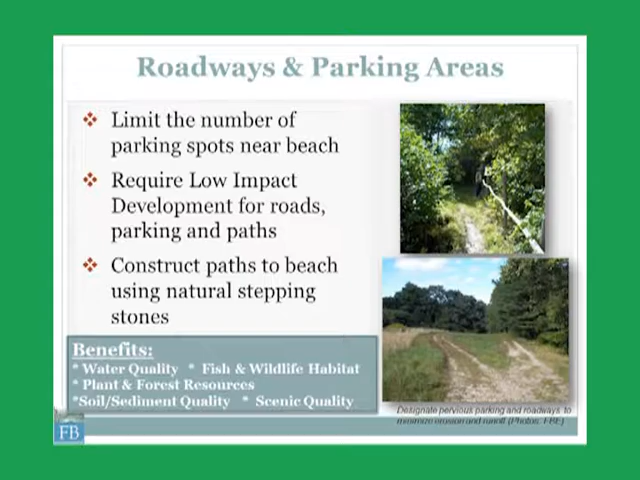 Roadways & Parking Areas
Limit the number of
parking spots near beach
Require Low Impact
Development for roads,
parking and paths
Construct paths to beach
using natural stepping
stones
Benefits:
* Water Quality * Fish & Wildlife Habitat
* Plant & Forest Resources
*Soil/Sediment Quality * Scenic Quality
Designate pervious parking and roadways to
minimize erosion and runoff (Photos: FBE)
FB